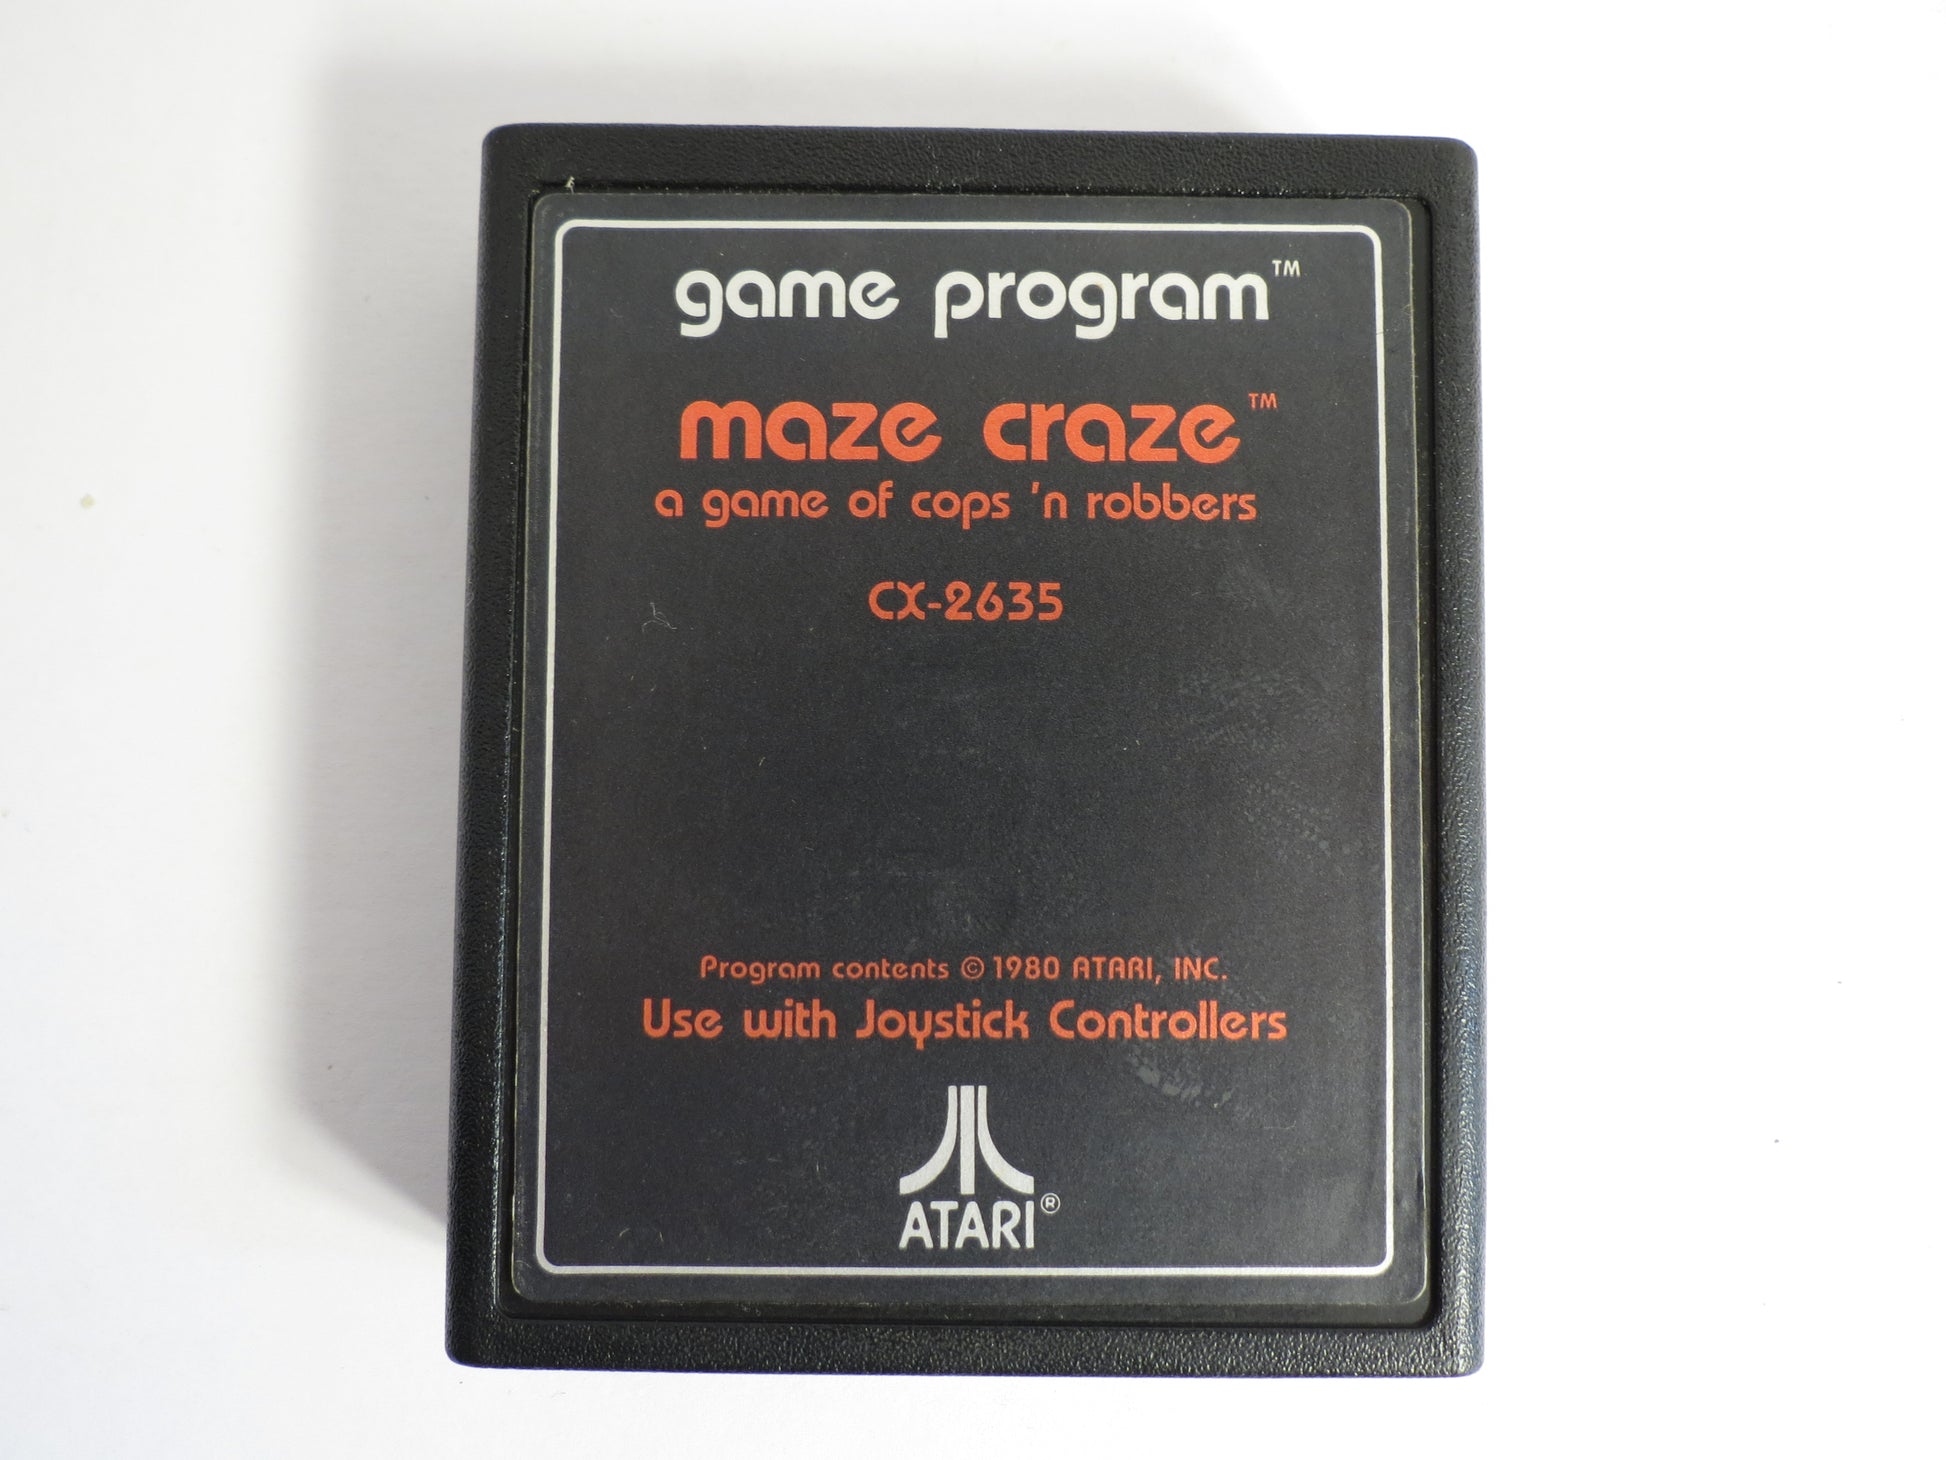 game program™
maze craze™
a game of cops 'n robbers
CX-2635
Program contents © 1980 ATARI, INC.
Use with Joystick Controllers
ATARI®